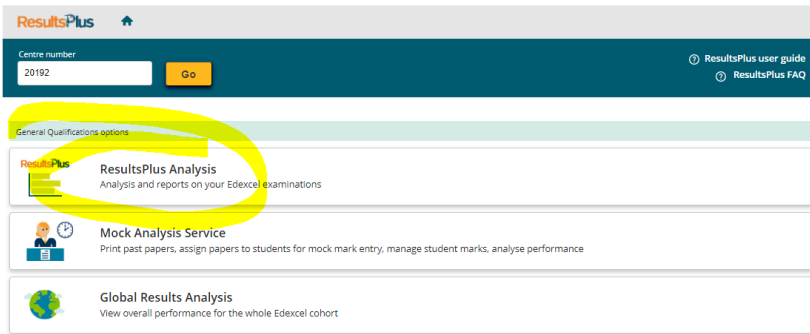 ResultsPlus
Centre number
20192
Go
ResultsPlus user guide
ResultsPlus FAQ
General Qualifications options
ResultsPlus
ResultsPlus Analysis
Analysis and reports on your Edexcel examinations
Mock Analysis Service
Print past papers, assign papers to students for mock mark entry, manage student marks, analyse performance
Global Results Analysis
View overall performance for the whole Edexcel cohort